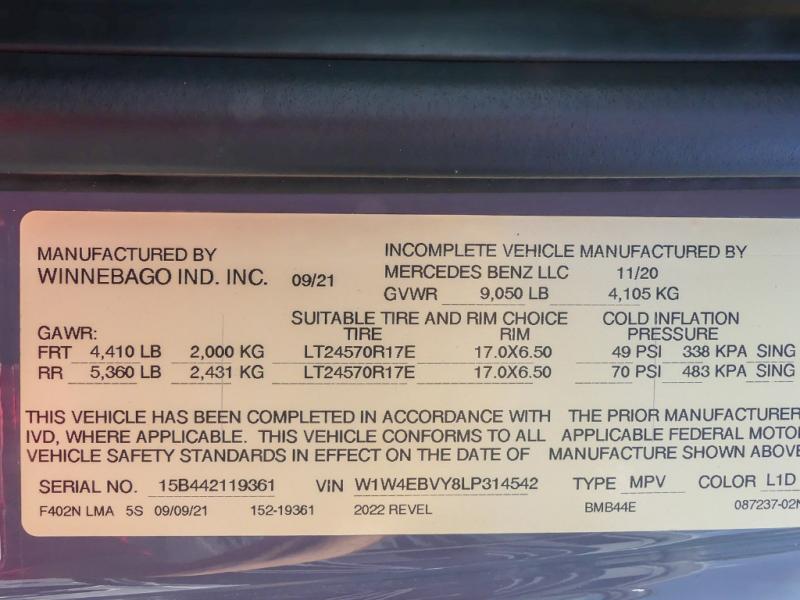 MANUFACTURED BY INCOMPLETE VEHICLE MANUFACTURED BY
WINNEBAGO IND. INC. 09/21 MERCEDES BENZ LLC 11/20
GVWR 9,050 LB 4,105 KG
SUITABLE TIRE AND RIM CHOICE COLD INFLATION
GAWR: TIRE RIM PRESSURE
FRT 4,410 LB 2,000 KG LT24570R17E 17.0X6.50 49 PSI 338 KPA SING
RR 5,360 LB 2,431 KG LT24570R17E 17.0X6.50 70 PSI 483 KPA SING
THIS VEHICLE HAS BEEN COMPLETED IN ACCORDANCE WITH THE PRIOR MANUFACTURER
IVD, WHERE APPLICABLE. THIS VEHICLE CONFORMS TO ALL APPLICABLE FEDERAL MOTO
VEHICLE SAFETY STANDARDS IN EFFECT ON THE DATE OF MANUFACTURE SHOWN ABOVE
SERIAL NO. 15B442119361 VIN W1W4EBVY8LP314542 TYPE MPV COLOR L1D
F402N LMA 5S 09/09/21 152-19361 2022 REVEL BMB44E 087237-02N